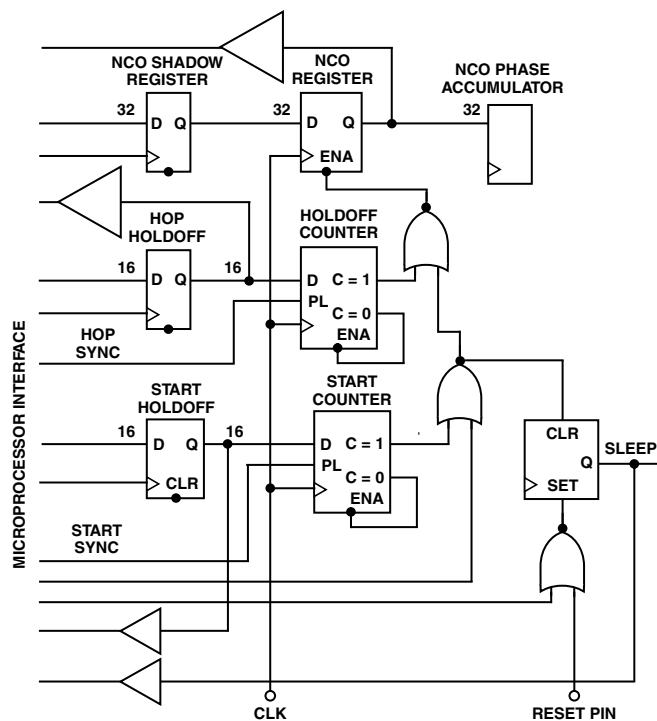 NCO SHADOW
REGISTER
NCO
REGISTER
NCO PHASE
ACCUMULATOR
32
D Q
32
D Q
ENA
32
HOP
HOLDOFF
16
D Q
16
HOLDOFF
COUNTER
D C = 1
PL
C = 0
ENA
HOP
SYNC
MICROPROCESSOR INTERFACE
START
HOLDOFF
16
D Q
CLR
16
START
COUNTER
D C = 1
PL
C = 0
ENA
CLR
Q
SET
SLEEP
START
SYNC
CLK
RESET PIN